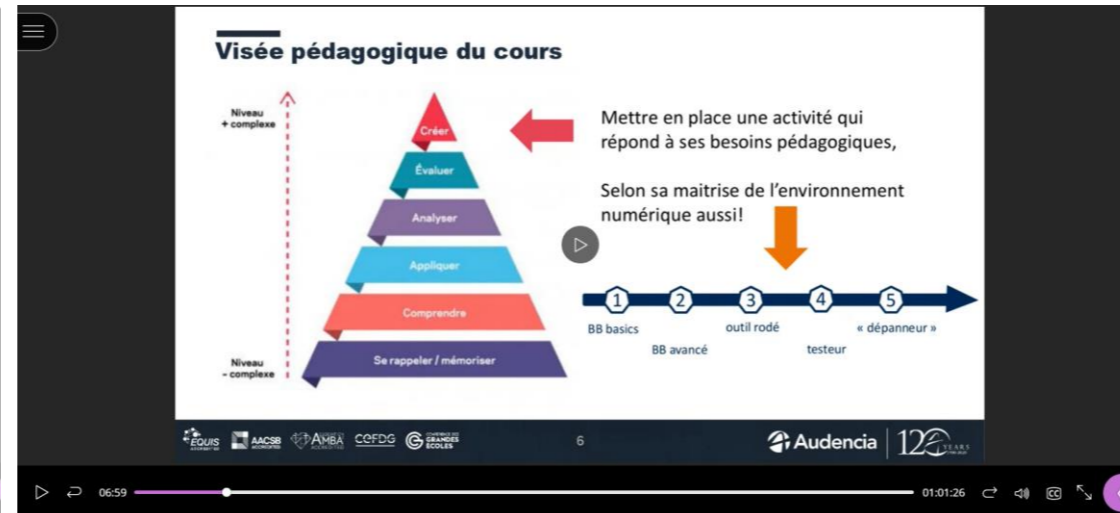 Visée pédagogique du cours
Niveau
+ complexe
Créer
Évaluer
Analyser
Appliquer
Comprendre
Se rappeler / mémoriser
Niveau
- complexe
Mettre en place une activité qui
répond à ses besoins pédagogiques,
Selon sa maitrise de l'environnement
numérique aussi!
1 2 3 4 5
BB basics
BB avancé
outil rodé
testeur
« dépanneur »
EQUIS
AACSB
AMBA
CEFDG
GRANDES
ECOLES
6
Audencia
120
YEARS
06:59
01:01:26
CC